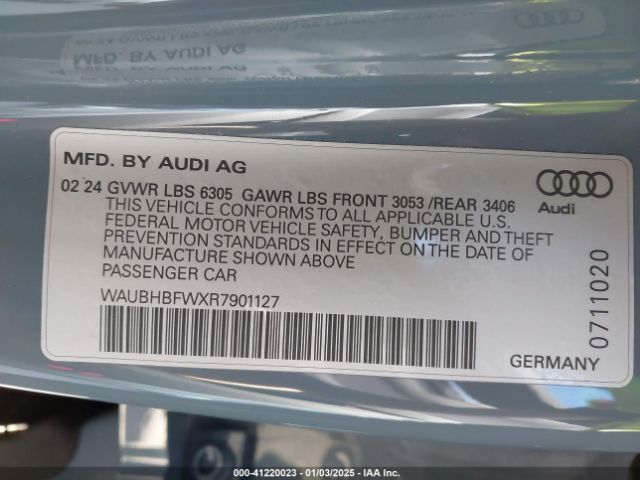 MFD. BY AUDI AG
MFD. BY AUDI AG
02 24 GVWR LBS 6305 GAWR LBS FRONT 3053 /REAR 3406
THIS VEHICLE CONFORMS TO ALL APPLICABLE U.S.
FEDERAL MOTOR VEHICLE SAFETY, BUMPER AND THEFT
PREVENTION STANDARDS IN EFFECT ON THE DATE OF
MANUFACTURE SHOWN ABOVE
PASSENGER CAR
WAUBHBFWXR7901127
Audi
0711020
GERMANY
000-41220023 - 01/03/2025 - IAA Inc.